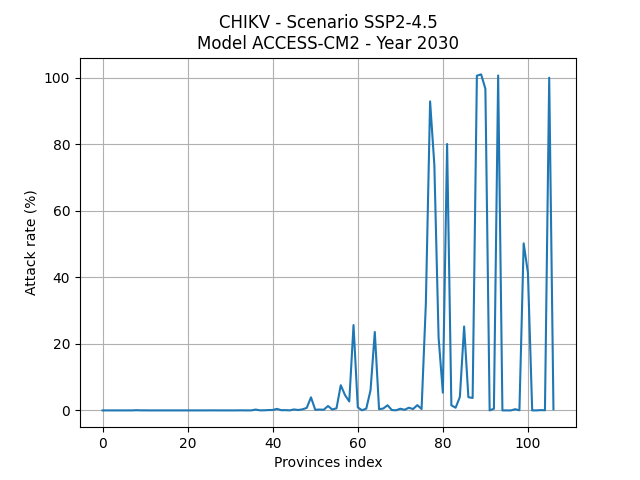 CHIKV - Scenario SSP2-4.5
Model ACCESS-CM2 - Year 2030
Attack rate (%)
100
80
60
40
20
0
0 20 40 60 80 100
Provinces index